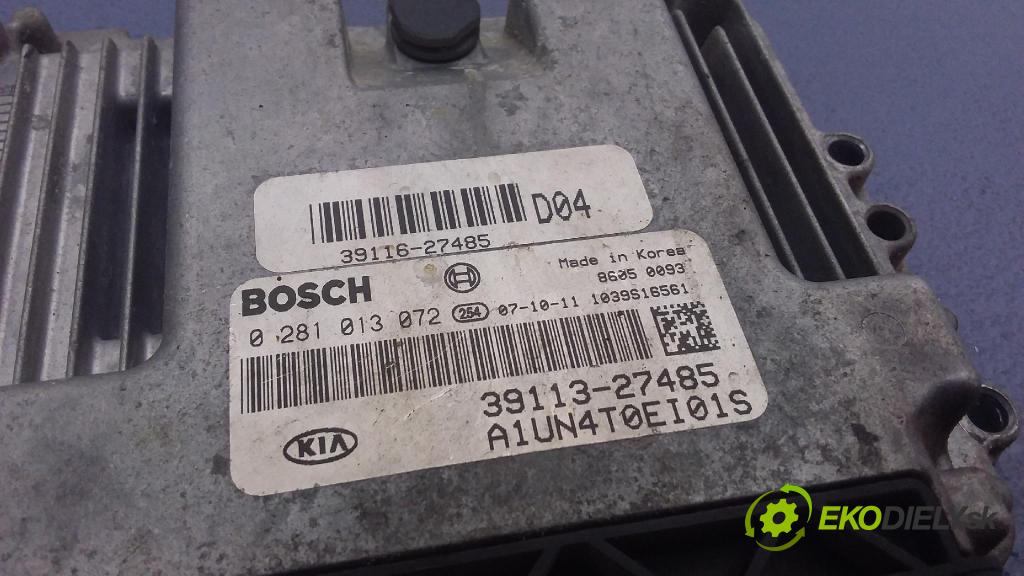 D04
39116-27485
BOSCH
Made in Korea
8605 0093
0 281 013 072 254 07-10-11 1039S16561
39113-27485
A1UN4T0EI01S
KIA
EKODIELY.sk